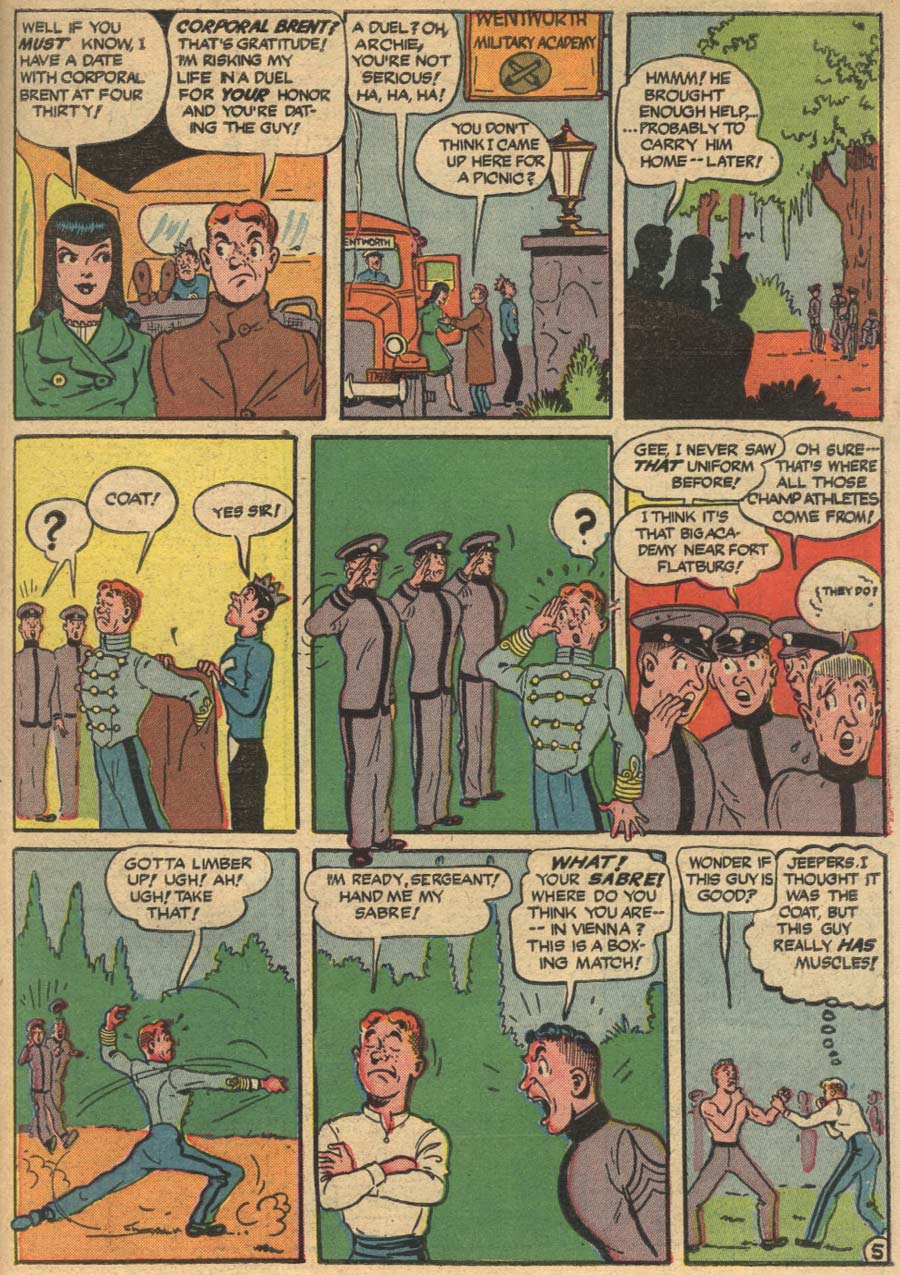 WELL IF YOU
MUST KNOW, I
HAVE A DATE
WITH CORPORAL
BRENT AT FOUR
THIRTY!
CORPORAL BRENT?
THAT'S GRATITUDE!
I'M RISKING MY
LIFE IN A DUEL
FOR YOUR HONOR
AND YOU'RE DAT-
ING THE GUY!
A DUEL? OH,
ARCHIE,
YOU'RE NOT
SERIOUS!
HA, HA, HA!
WENTWORTH
MILITARY ACADEMY
YOU DON'T
THINK I CAME
UP HERE FOR
A PICNIC?
ENTWORTH
HMMM! HE
BROUGHT
ENOUGH HELP,...
...PROBABLY TO
CARRY HIM
HOME--LATER!
?
COAT!
YES SIR!
?
GEE, I NEVER SAW
THAT UNIFORM
BEFORE!
OH SURE--
THAT'S WHERE
ALL THOSE
CHAMP ATHLETES
COME FROM!
I THINK IT'S
THAT BIG ACA-
DEMY NEAR FORT
FLATBURG!
THEY DO?
GOTTA LIMBER
UP! UGH! AH!
UGH! TAKE
THAT!
I'M READY, SERGEANT!
HAND ME MY
SABRE!
WHAT!
YOUR SABRE!
WHERE DO YOU
THINK YOU ARE--
--IN VIENNA?
THIS IS A BOX-
ING MATCH!
WONDER IF
THIS GUY IS
GOOD?
JEEPERS, I
THOUGHT IT
WAS THE
COAT, BUT
THIS GUY
REALLY HAS
MUSCLES!
5